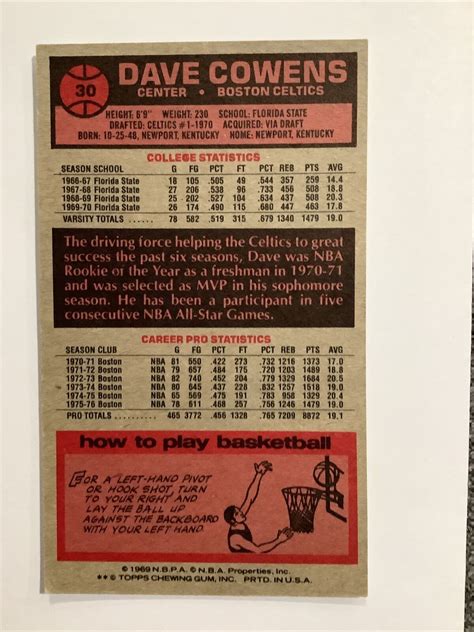 30
DAVE COWENS
CENTER • BOSTON CELTICS
HEIGHT: 6'9" WEIGHT: 230 SCHOOL: FLORIDA STATE
DRAFTED: CELTICS #1-1970 ACQUIRED: VIA DRAFT
BORN: 10-25-48, NEWPORT, KENTUCKY HOME: NEWPORT, KENTUCKY
COLLEGE STATISTICS
SEASON SCHOOL G FG PCT FT PCT REB PTS AVG
1966-67 Florida State 18 105 .505 49 .544 357 259 14.4
1967-68 Florida State 27 206 .538 96 .733 456 508 18.8
1968-69 Florida State 25 202 .527 104 .634 437 508 20.3
1969-70 Florida State 26 174 .490 115 .447 463 17.8
VARSITY TOTALS ...... 78 582 .519 315 .679 1340 1479 19.0
The driving force helping the Celtics to great
success the past six seasons, Dave was NBA
Rookie of the Year as a freshman in 1970-71
and was selected as MVP in his sophomore
season. He has been a participant in five
consecutive NBA All-Star Games.
CAREER PRO STATISTICS
SEASON CLUB G FG PCT FT PCT REB PTS AVG
1970-71 Boston NBA 81 550 .422 273 .732 1216 1373 17.0
1971-72 Boston NBA 79 657 .484 175 1203 1489 18.8
1972-73 Boston NBA 82 740 .452 204 1329 1684 20.5
1973-74 Boston NBA 80 645 .437 228 .832 1257 1518 19.0
1974-75 Boston NBA 65 569 .475 191 .783 958 1329 20.4
1975-76 Boston NBA 78 611 .468 257 .756 1246 1479 19.0
PRO TOTALS .......... 465 3772 .456 1328 .765 7209 8872 19.1
how to play basketball
FOR A LEFT-HAND PIVOT
OR HOOK SHOT, TURN
TO YOUR RIGHT AND
LAY THE BALL UP
AGAINST THE BACKBOARD
WITH YOUR LEFT HAND.
© 1969 N.B.P.A. © N.B.A. Properties, Inc.
** © TOPPS CHEWING GUM, INC. PRTD. IN U.S.A.